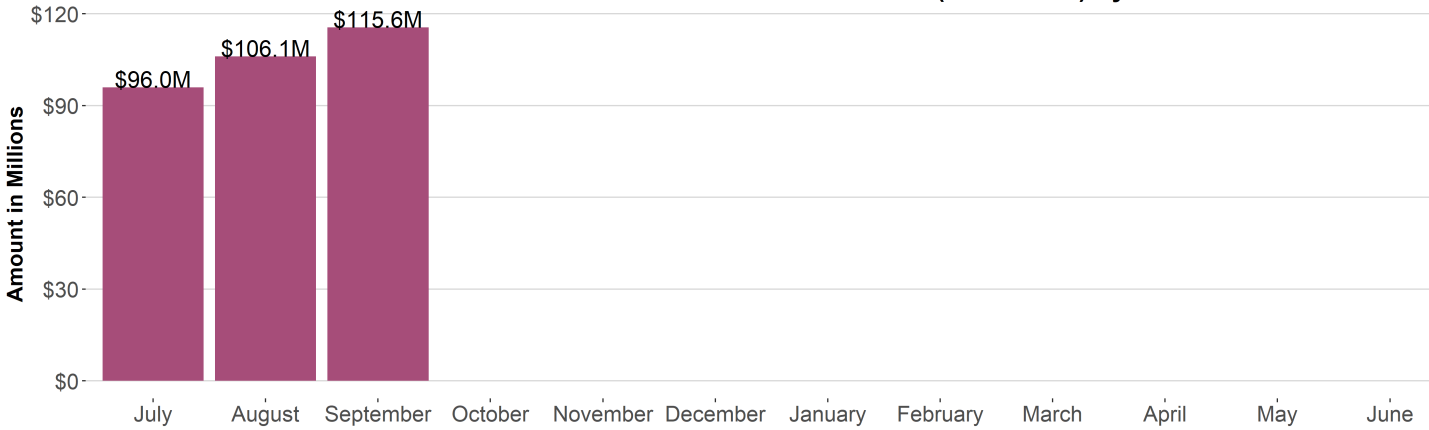 $120
$115.6M
$106.1M
$96.0M
$90
Amount in Millions
$60
$30
$0
July August September October November December January February March April May June